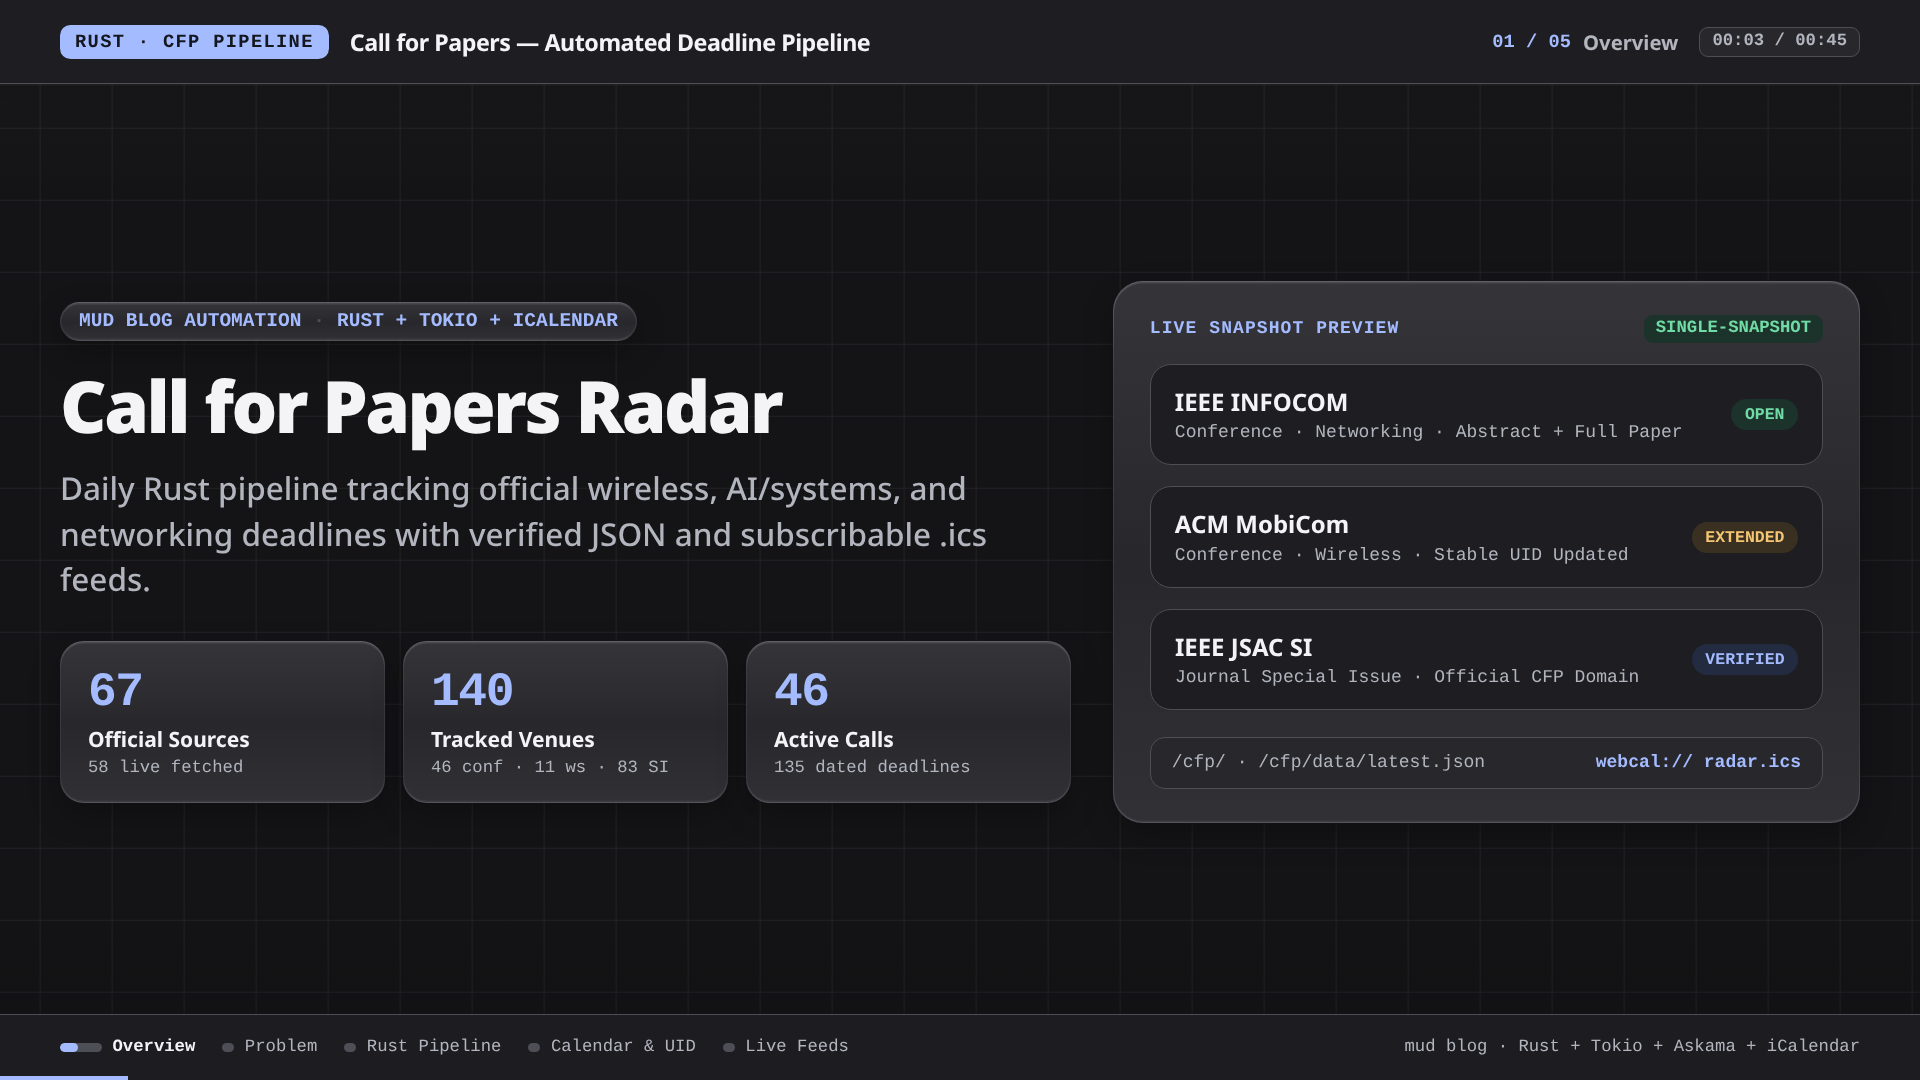 RUST · CFP PIPELINE
Call for Papers — Automated Deadline Pipeline
01 / 05 Overview
00:03 / 00:45
MUD BLOG AUTOMATION · RUST + TOKIO + ICALENDAR
Call for Papers Radar
Daily Rust pipeline tracking official wireless, AI/systems, and
networking deadlines with verified JSON and subscribable .ics
feeds.
67
Official Sources
58 live fetched
140
Tracked Venues
46 conf · 11 ws · 83 SI
46
Active Calls
135 dated deadlines
LIVE SNAPSHOT PREVIEW
SINGLE-SNAPSHOT
IEEE INFOCOM
Conference · Networking · Abstract + Full Paper
OPEN
ACM MobiCom
Conference · Wireless · Stable UID Updated
EXTENDED
IEEE JSAC SI
Journal Special Issue · Official CFP Domain
VERIFIED
/cfp/ · /cfp/data/latest.json
webcal:// radar.ics
Overview
Problem
Rust Pipeline
Calendar & UID
Live Feeds
mud blog · Rust + Tokio + Askama + iCalendar